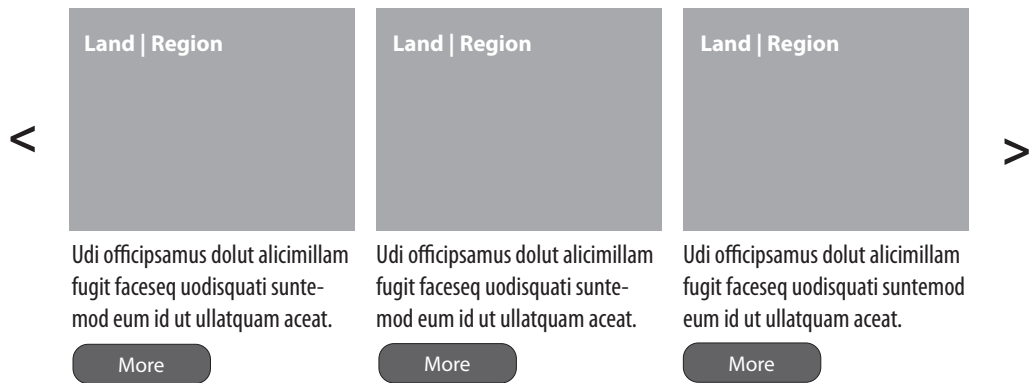 Land | Region
Land | Region
Land | Region
<
>
Udi officipsamus dolut alicimillam
fugit faceseq uodisquati sunte-
mod eum id ut ullatquam aceat.
More
Udi officipsamus dolut alicimillam
fugit faceseq uodisquati sunte-
mod eum id ut ullatquam aceat.
More
Udi officipsamus dolut alicimillam
fugit faceseq uodisquati suntemod
eum id ut ullatquam aceat.
More